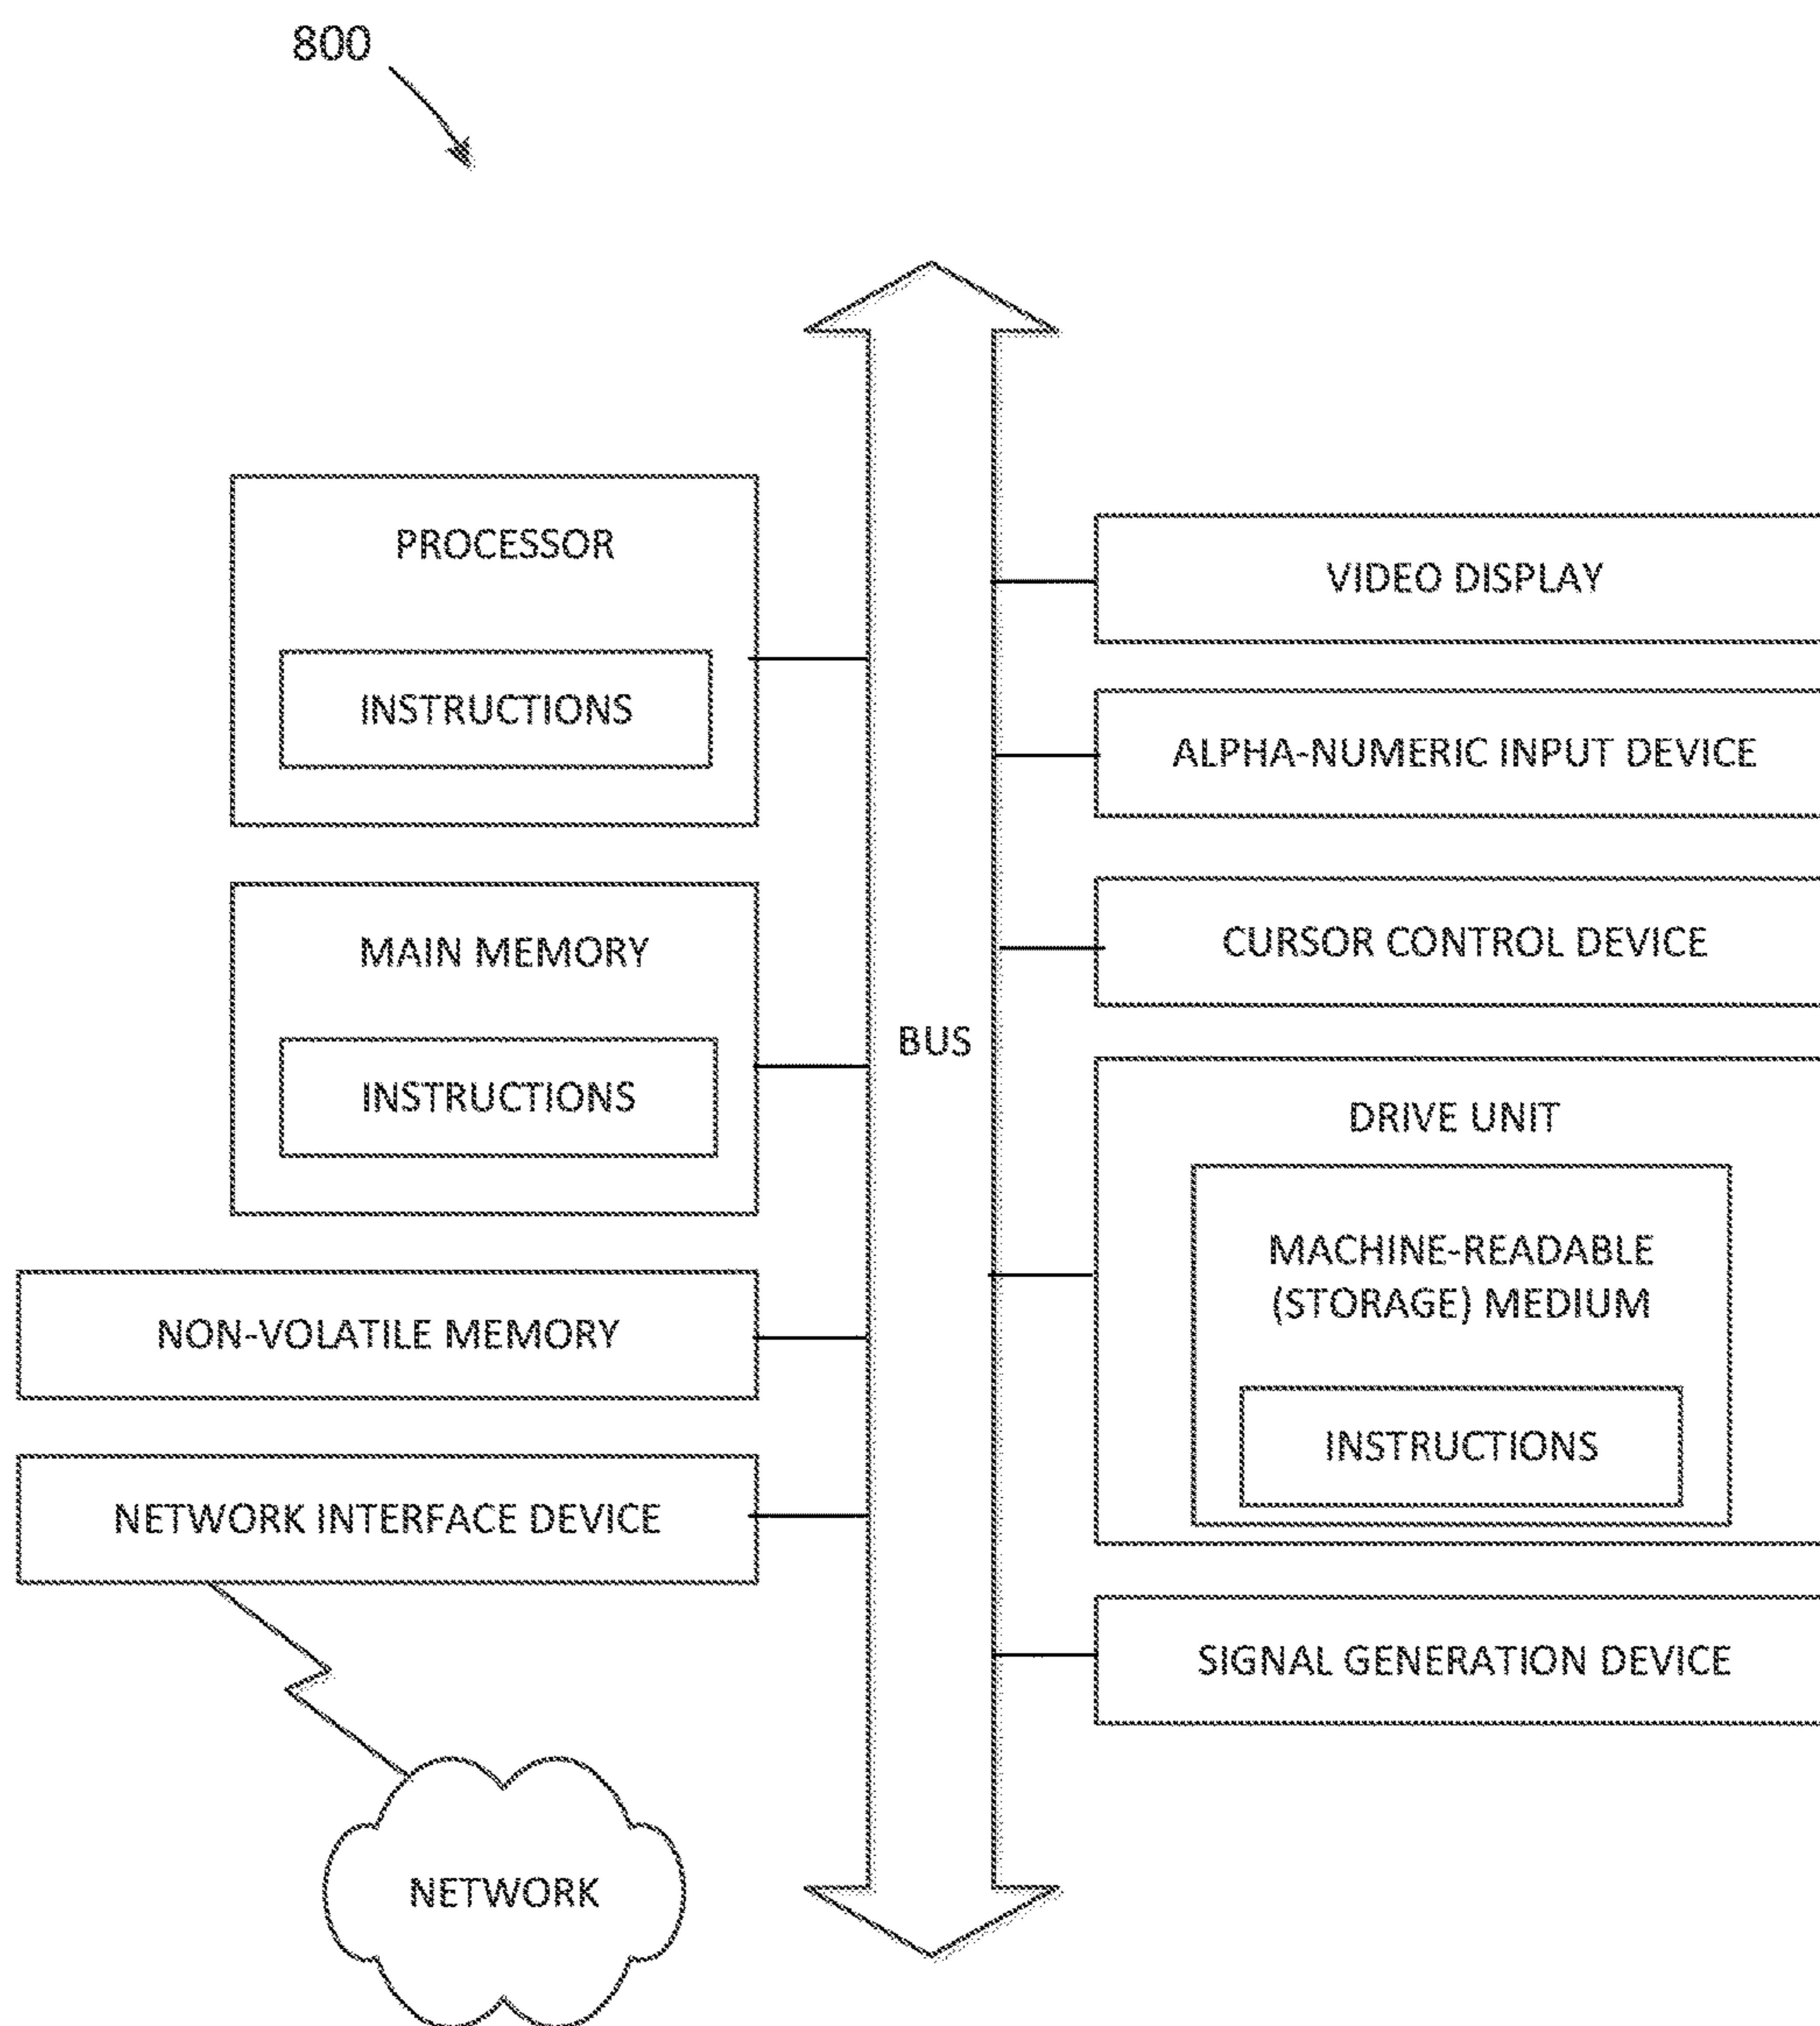 800
PROCESSOR
INSTRUCTIONS
MAIN MEMORY
INSTRUCTIONS
NON-VOLATILE MEMORY
NETWORK INTERFACE DEVICE
NETWORK
BUS
VIDEO DISPLAY
ALPHA-NUMERIC INPUT DEVICE
CURSOR CONTROL DEVICE
DRIVE UNIT
MACHINE-READABLE
(STORAGE) MEDIUM
INSTRUCTIONS
SIGNAL GENERATION DEVICE